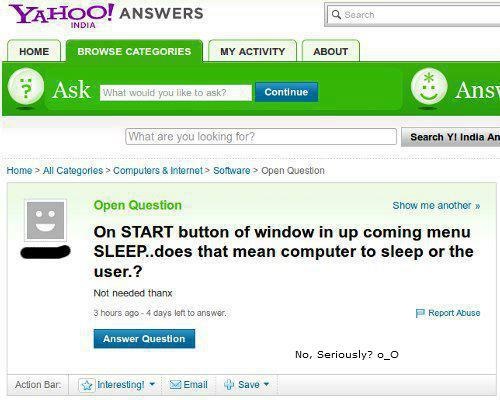 YAHOO! ANSWERS
INDIA
Search
HOME
BROWSE CATEGORIES
MY ACTIVITY
ABOUT
?
Ask
What would you like to ask?
Continue
Answ
What are you looking for?
Search Y! India An
Home > All Categories > Computers & Internet > Software > Open Question
Open Question
Show me another »
On START button of window in up coming menu
SLEEP..does that mean computer to sleep or the
user.?
Not needed thanx
3 hours ago - 4 days left to answer.
Report Abuse
Answer Question
No, Seriously? o_O
Action Bar:
Interesting!
Email
Save